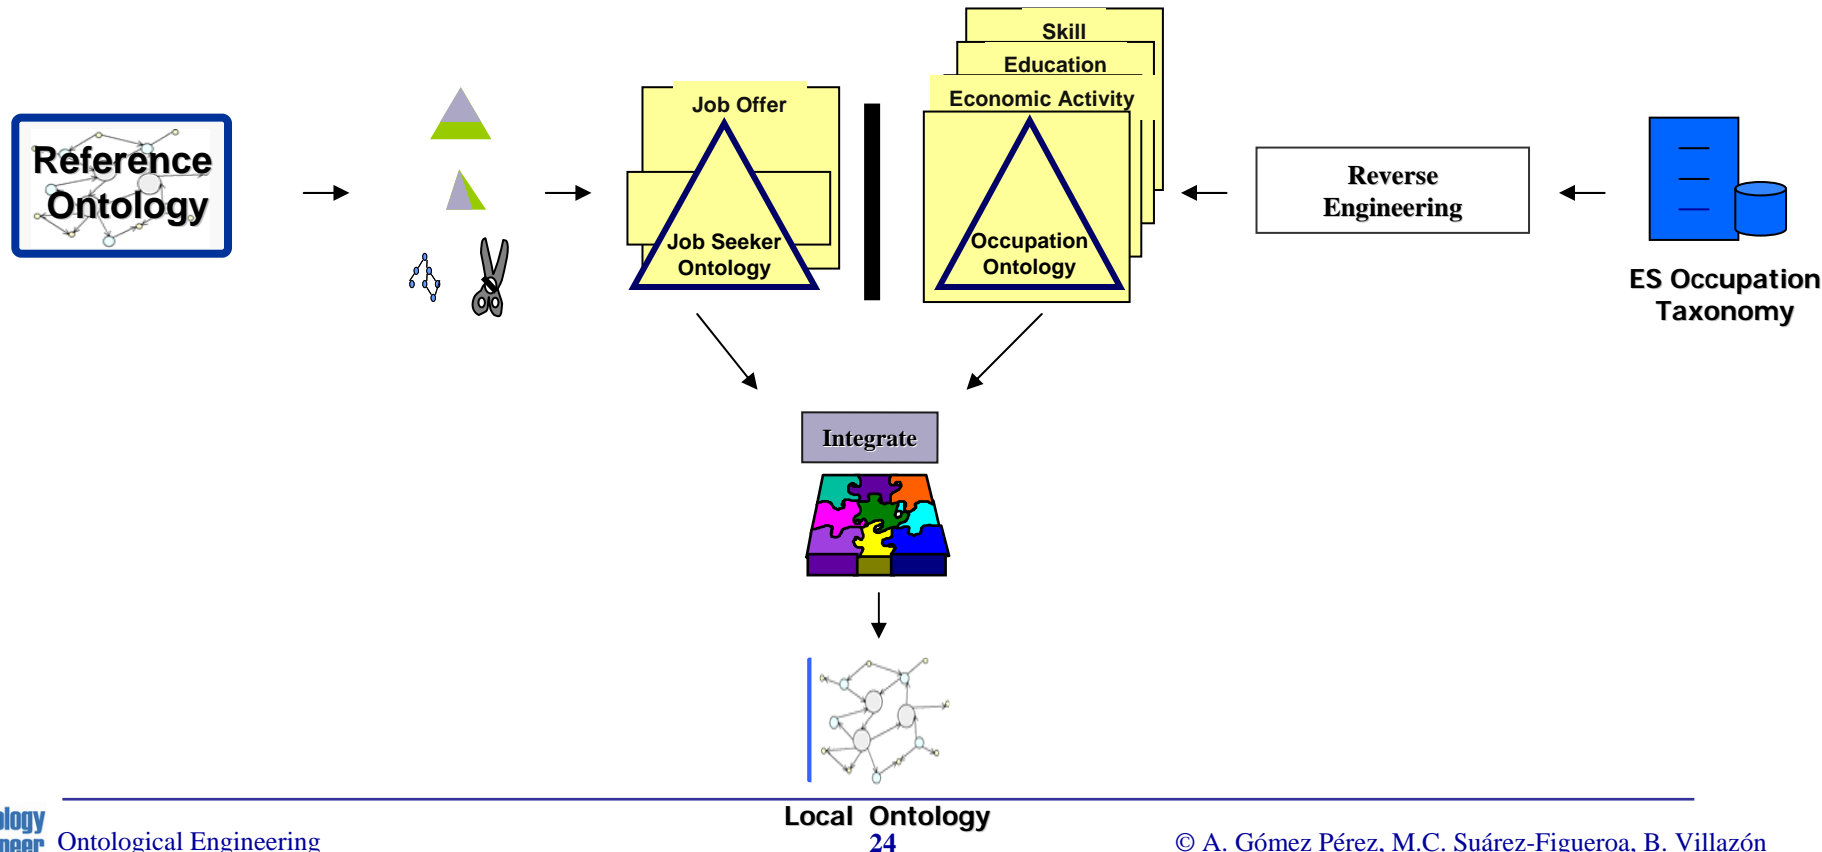 Skill
Education
Economic Activity
Job Offer
Reference
Ontology
Job Seeker
Ontology
Occupation
Ontology
Reverse
Engineering
ES Occupation
Taxonomy
Integrate
Local Ontology
Ontological Engineering
24
© A. Gómez Pérez, M.C. Suárez-Figueroa, B. Villazón